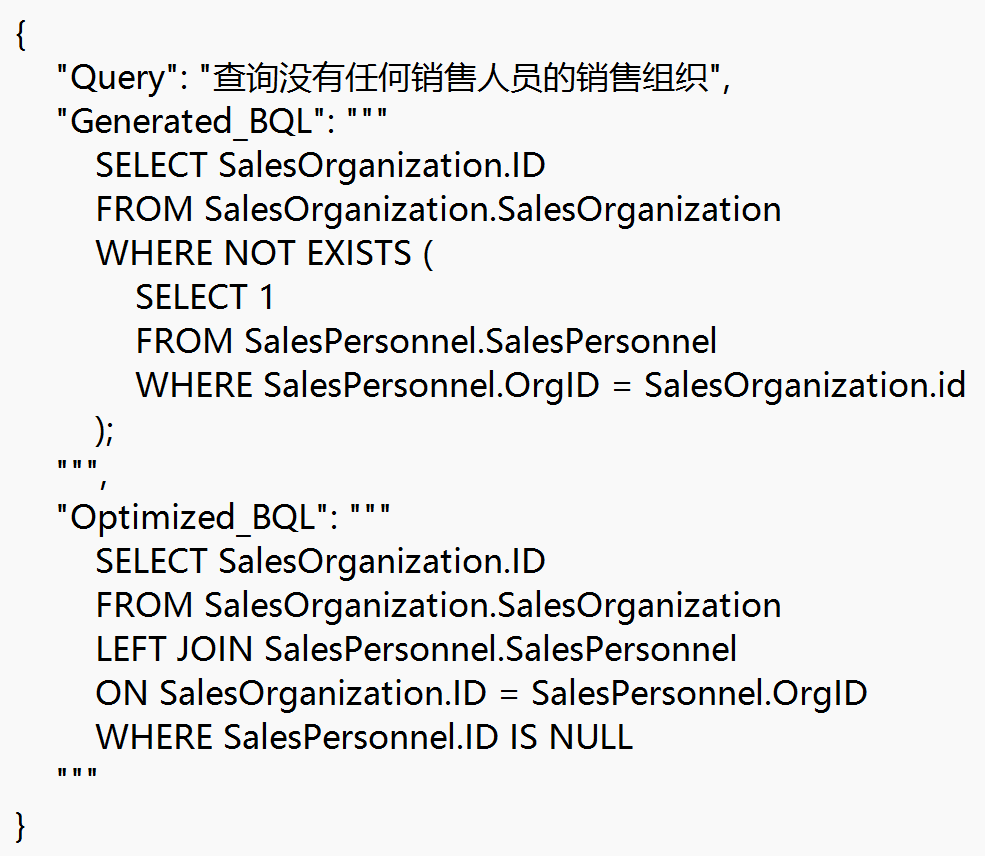 {
"Query": "查询没有任何销售人员的销售组织",
"Generated_BQL": """
SELECT SalesOrganization.ID
FROM SalesOrganization.SalesOrganization
WHERE NOT EXISTS (
SELECT 1
FROM SalesPersonnel.SalesPersonnel
WHERE SalesPersonnel.OrgID = SalesOrganization.id
);
""",
"Optimized_BQL": """
SELECT SalesOrganization.ID
FROM SalesOrganization.SalesOrganization
LEFT JOIN SalesPersonnel.SalesPersonnel
ON SalesOrganization.ID = SalesPersonnel.OrgID
WHERE SalesPersonnel.ID IS NULL
"""
}